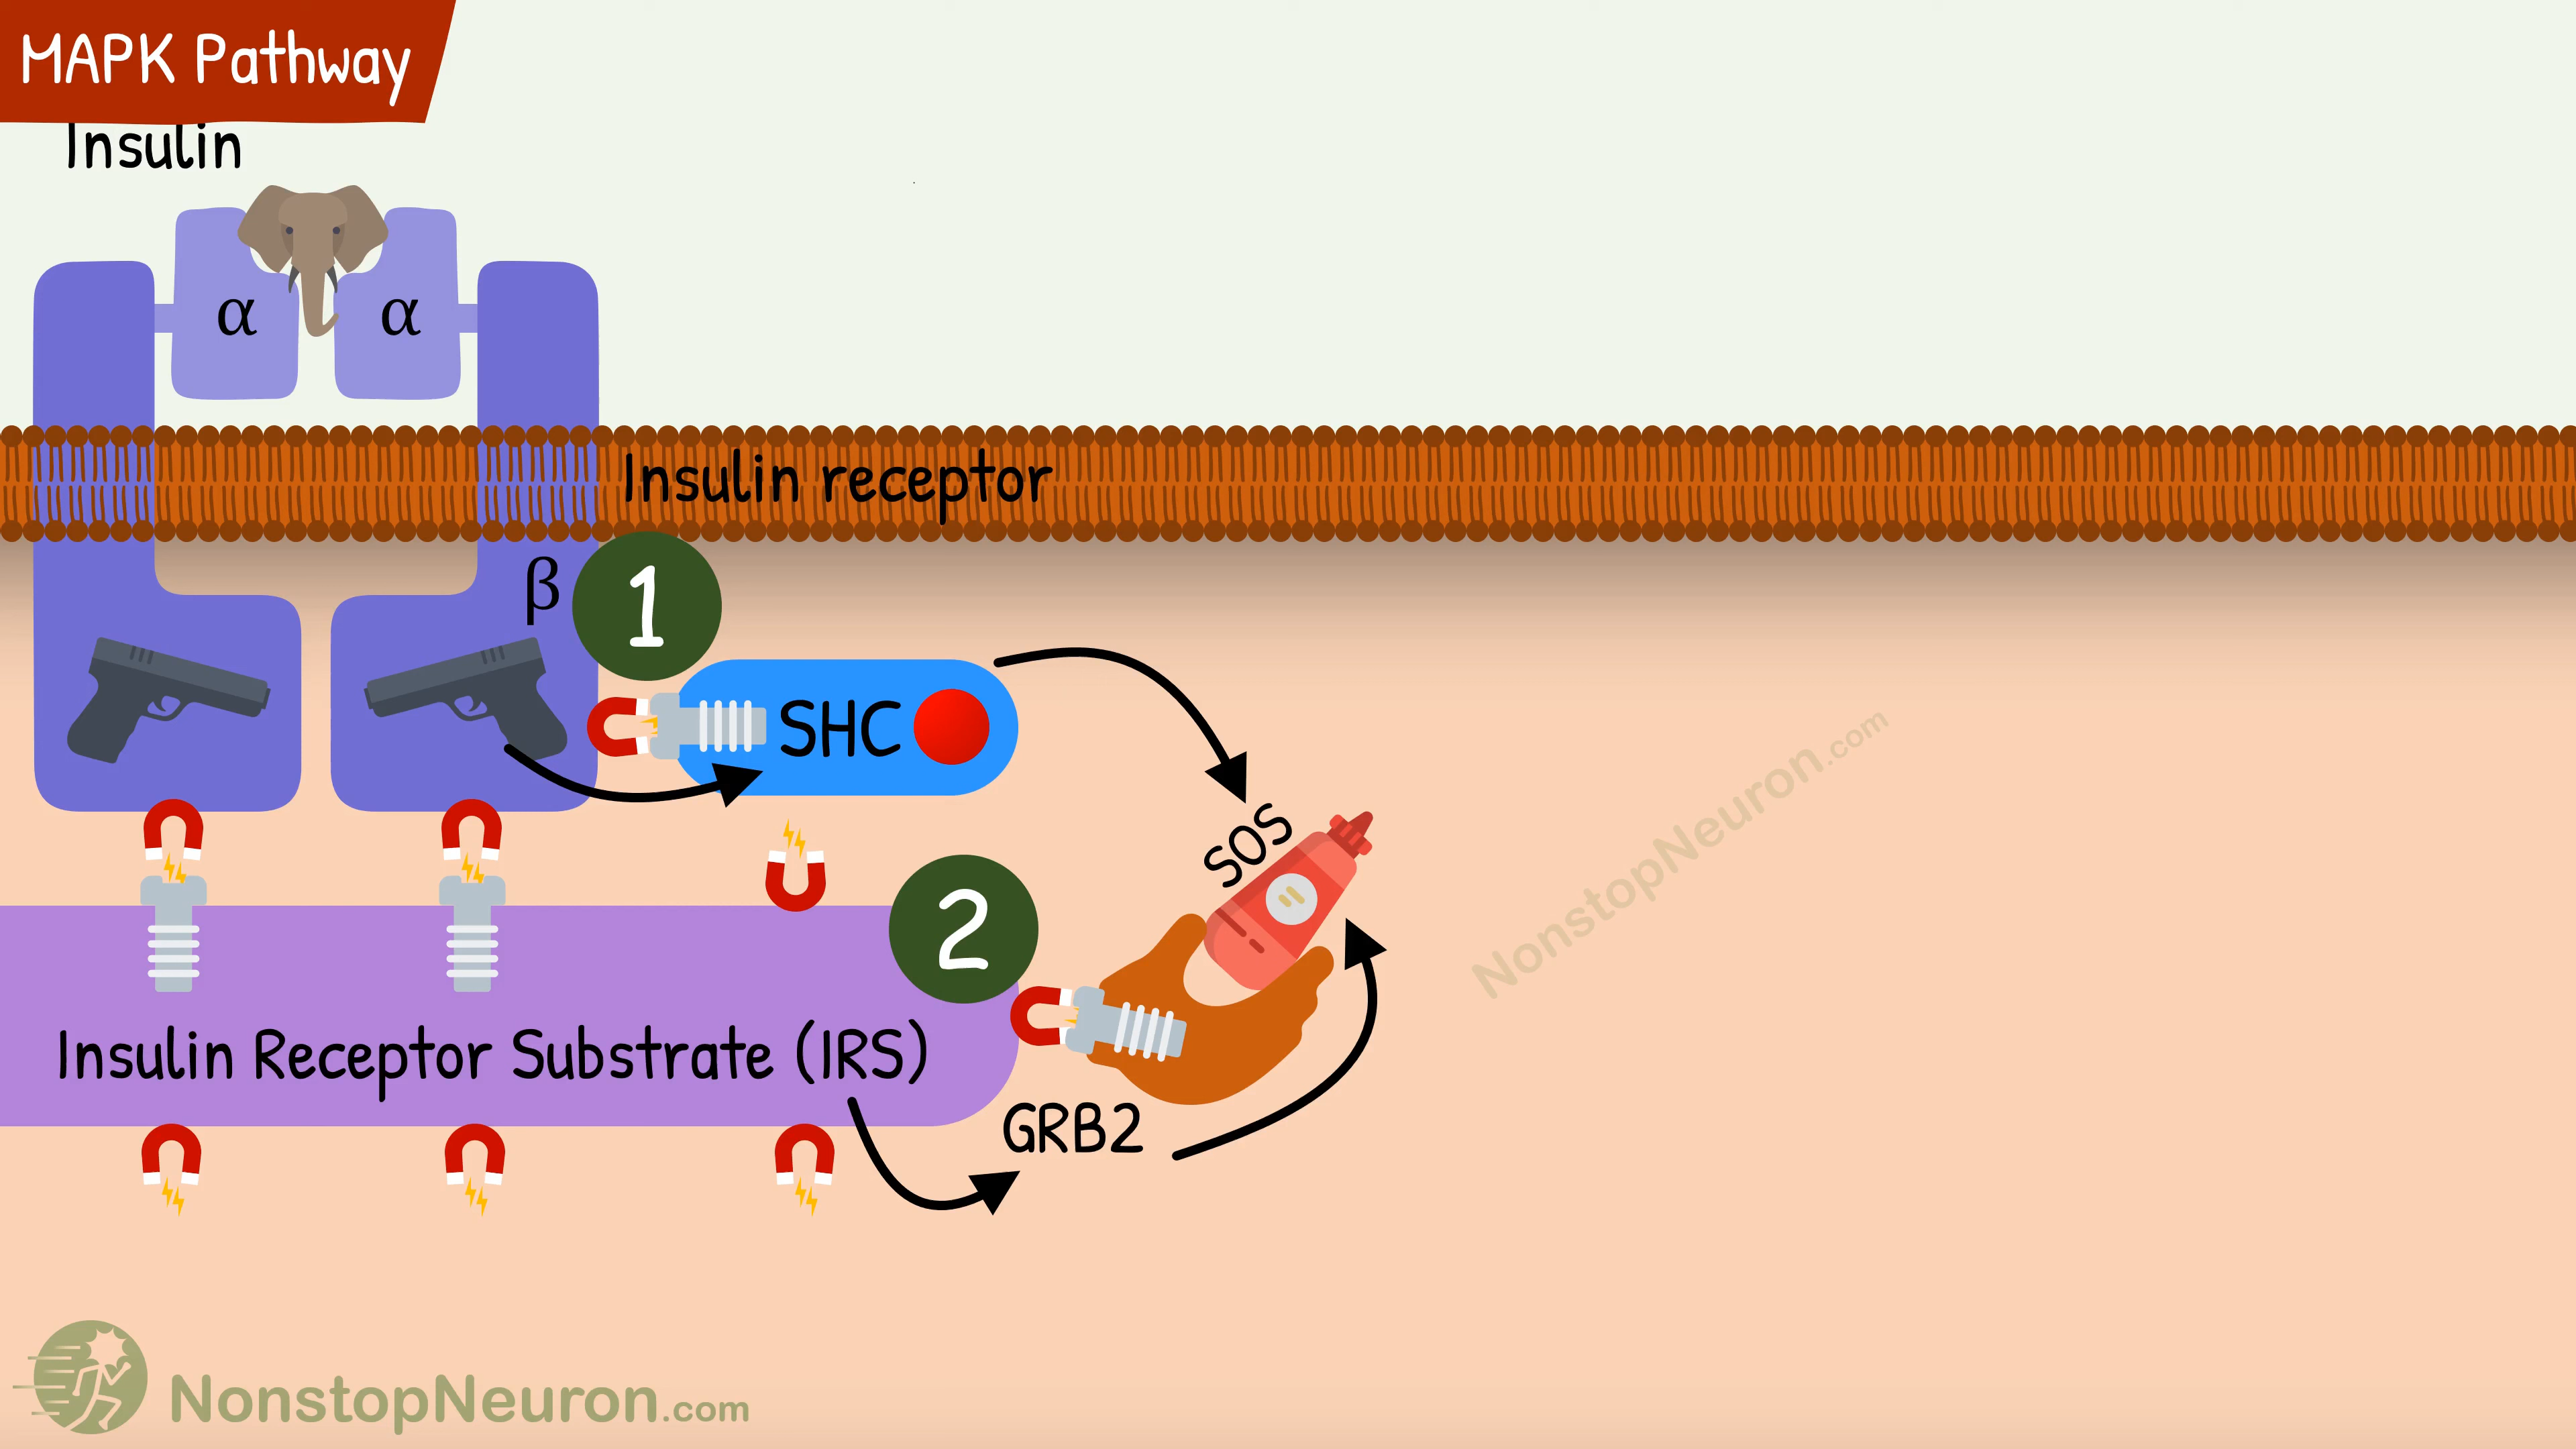 MAPK Pathway
Insulin
α
α
Insulin receptor
β
1
SHC
SOS
2
Insulin Receptor Substrate (IRS)
GRB2
NonstopNeuron.com
NonstopNeuron.com